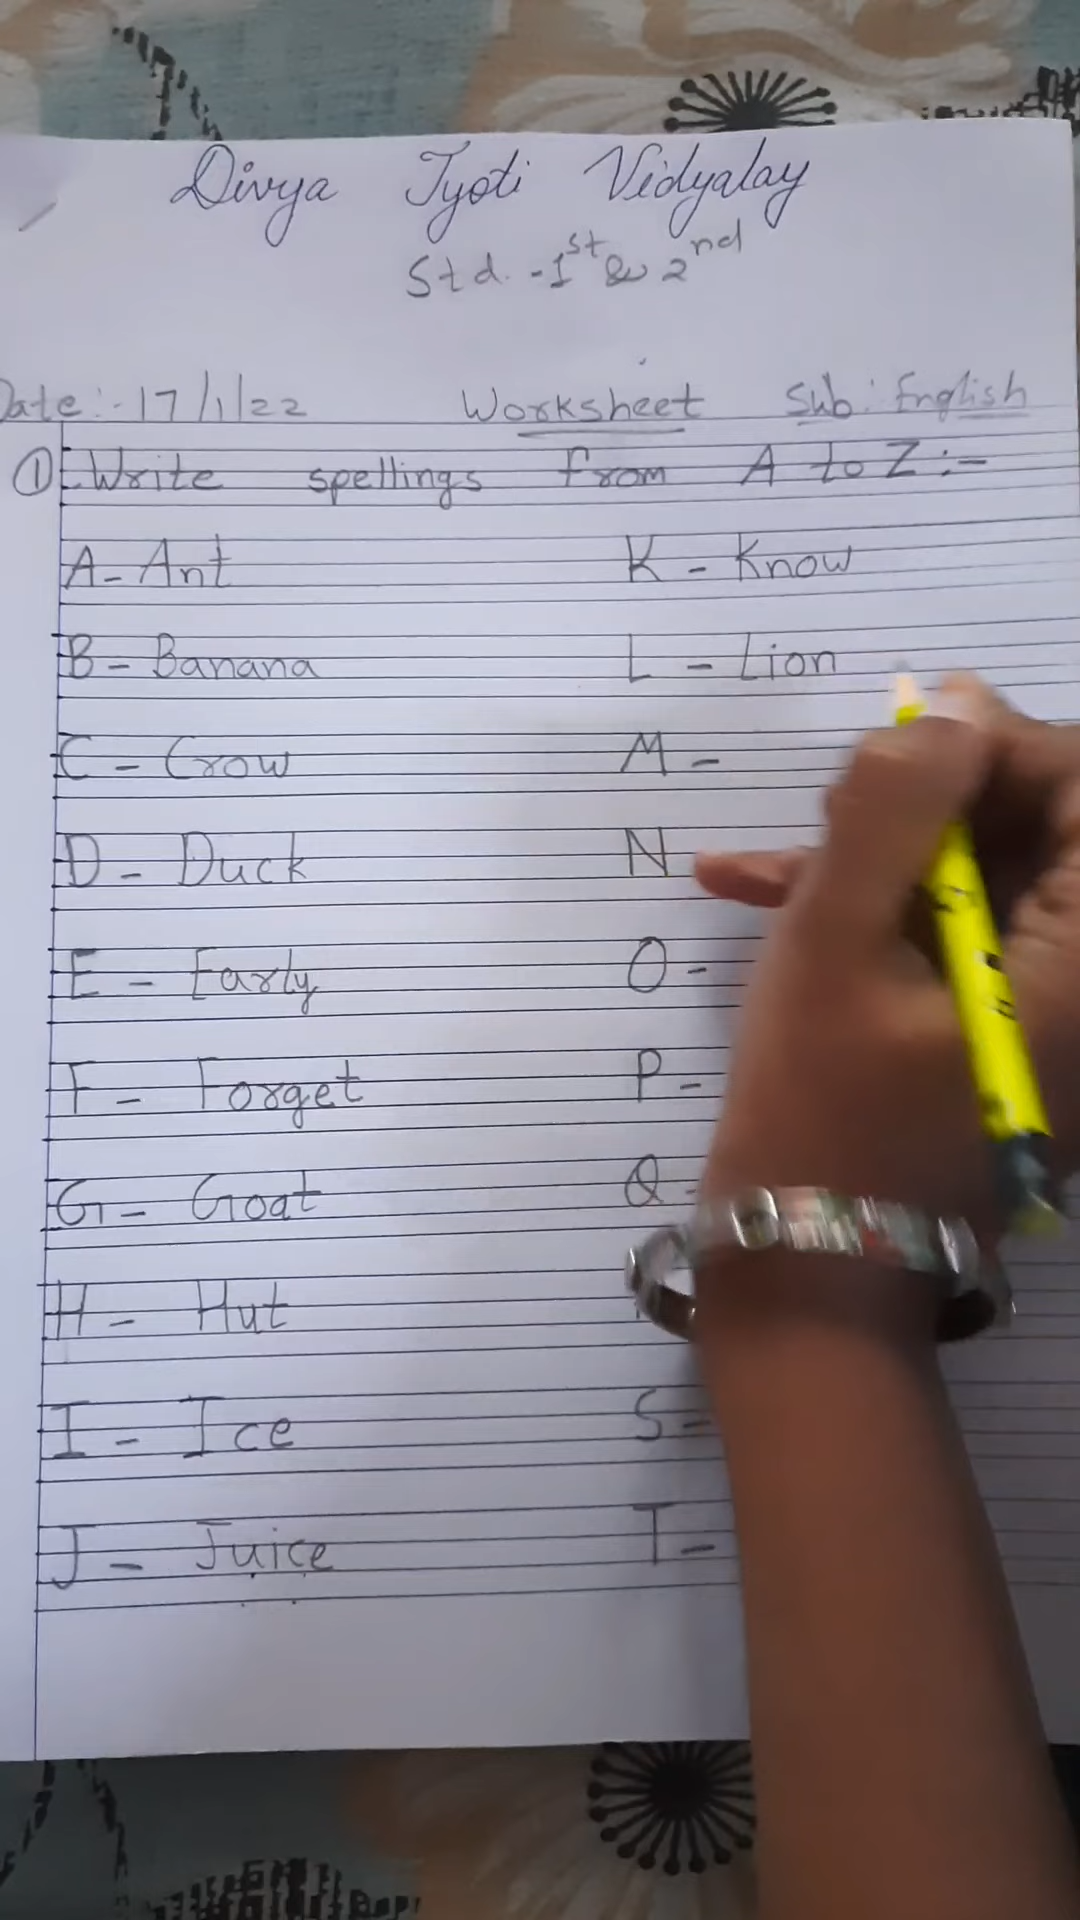 Divya Jyoti Vidyalay
Std. - 1st & 2nd
Date :- 17/1/22 Worksheet Sub : English
① Write spellings from A to Z :-
A - Ant K - Know
B - Banana L - Lion
C - Crow M -
D - Duck N
E - Early O -
F - Forget P -
G - Goat Q -
H - Hut
I - Ice S -
J - Juice T -